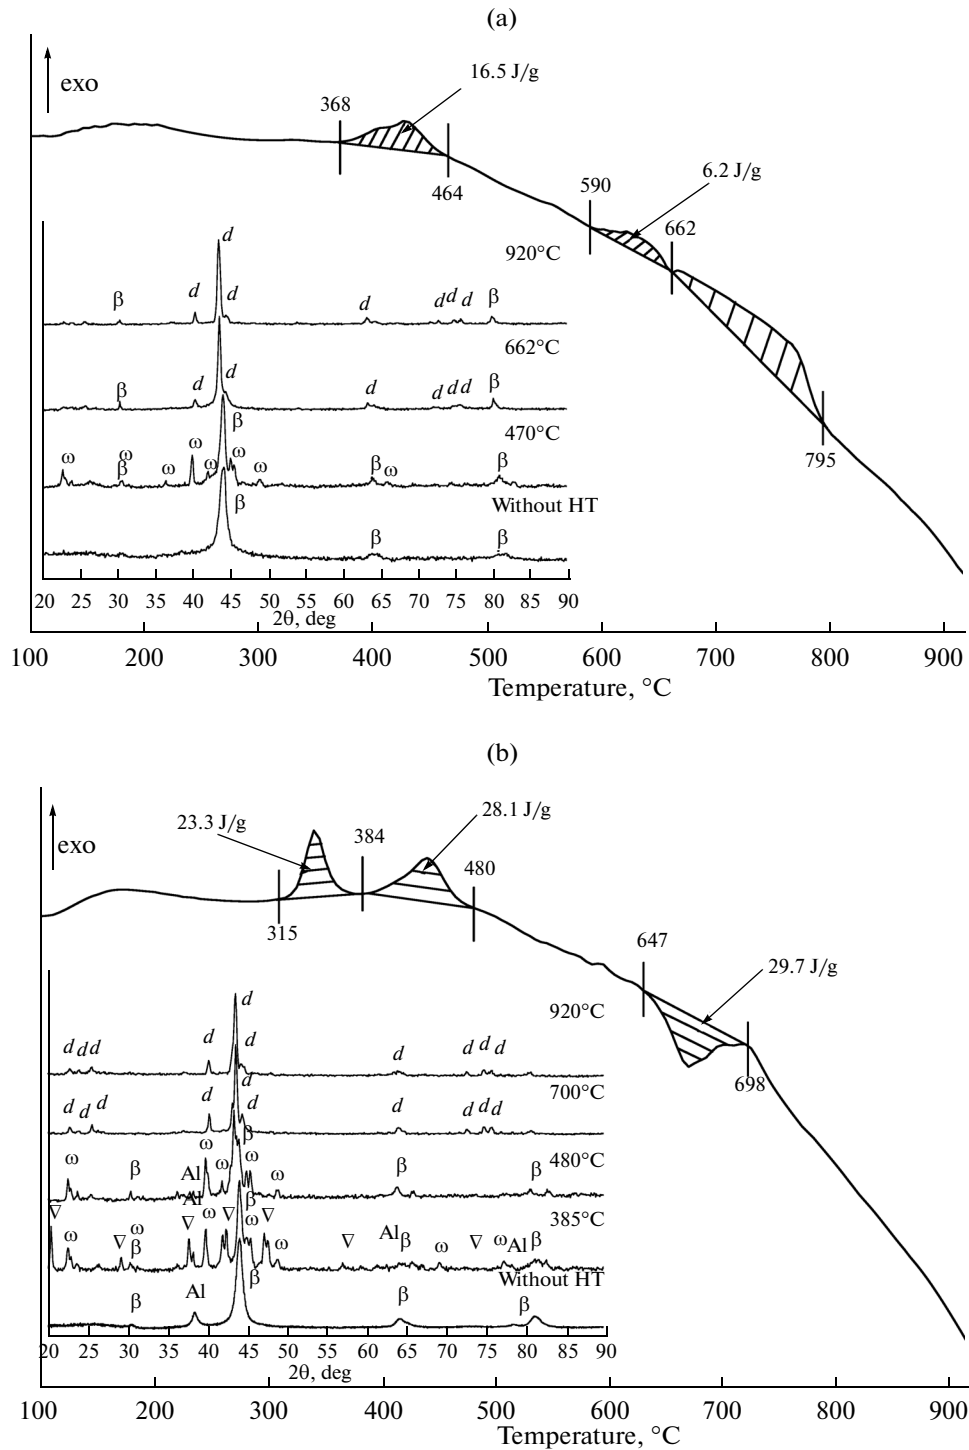 (a)
exo
16.5 J/g
368
464
6.2 J/g
590
662
795
d
920°C
β d d d d d d β
662°C
β d d d d d d β
470°C
β
ω ω β ω ω ω ω ω β ω β
Without HT
β β β
20 25 30 35 40 45 50 55 60 65 70 75 80 85 90
2θ, deg
100 200 300 400 500 600 700 800 900
Temperature, °C
(b)
exo
23.3 J/g
28.1 J/g
384
480
315
647
29.7 J/g
698
d
920°C
d d d d d d d d d
700°C
d
d d d d d d d d d
β
480°C
ω β Al ω ω ω ω β β
Al
385°C
∇ ω ∇ ω β ∇ ω ∇ β ω ∇ ω ∇ Al β ω ∇ ω Al β
Without HT
β Al β β β
20 25 30 35 40 45 50 55 60 65 70 75 80 85 90
2θ, deg
100 200 300 400 500 600 700 800 900
Temperature, °C